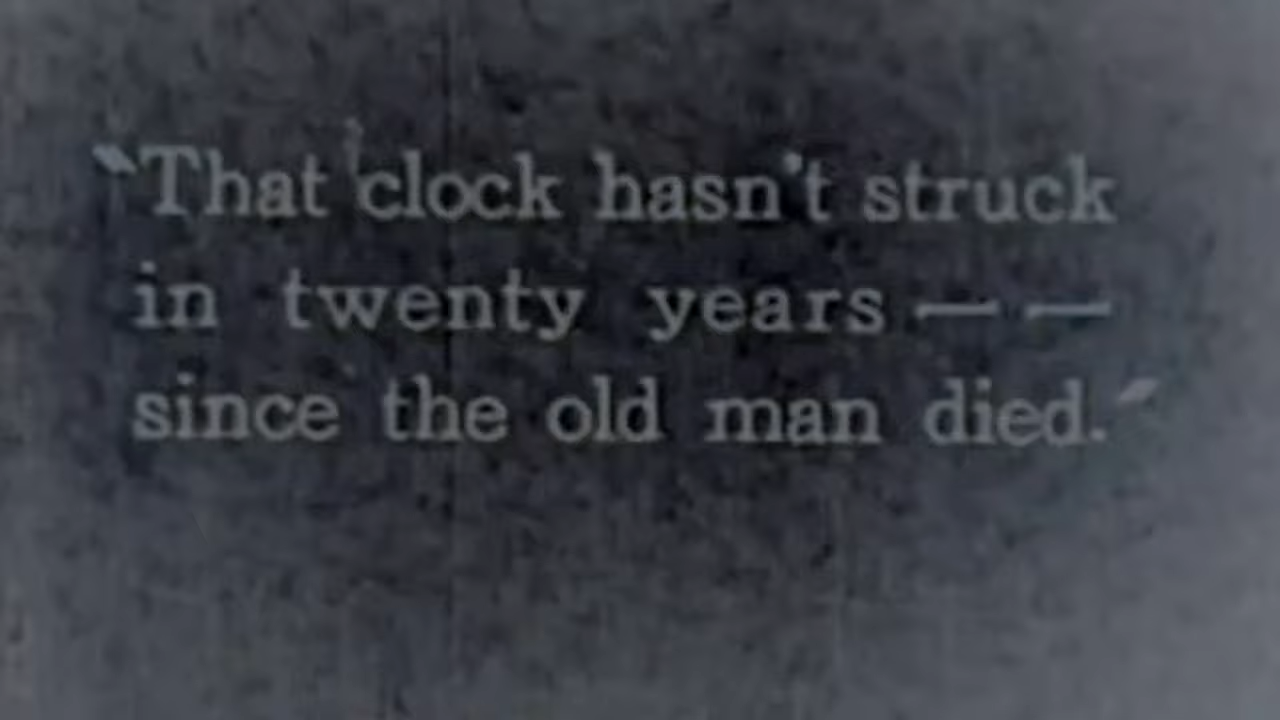 "That clock hasn't struck
in twenty years — —
since the old man died."